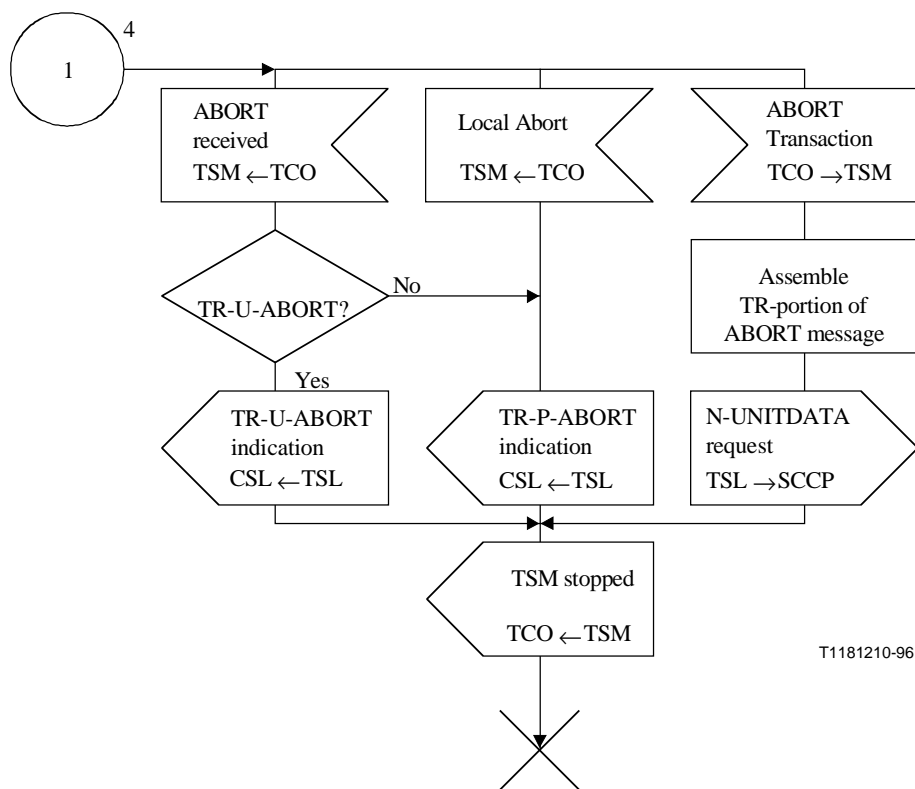 4
1
ABORT
received
TSM ←TCO
Local Abort
TSM ←TCO
ABORT
Transaction
TCO →TSM
TR-U-ABORT?
No
Yes
Assemble
TR-portion of
ABORT message
TR-U-ABORT
indication
CSL ←TSL
TR-P-ABORT
indication
CSL ←TSL
N-UNITDATA
request
TSL →SCCP
TSM stopped
TCO ←TSM
T1181210-96